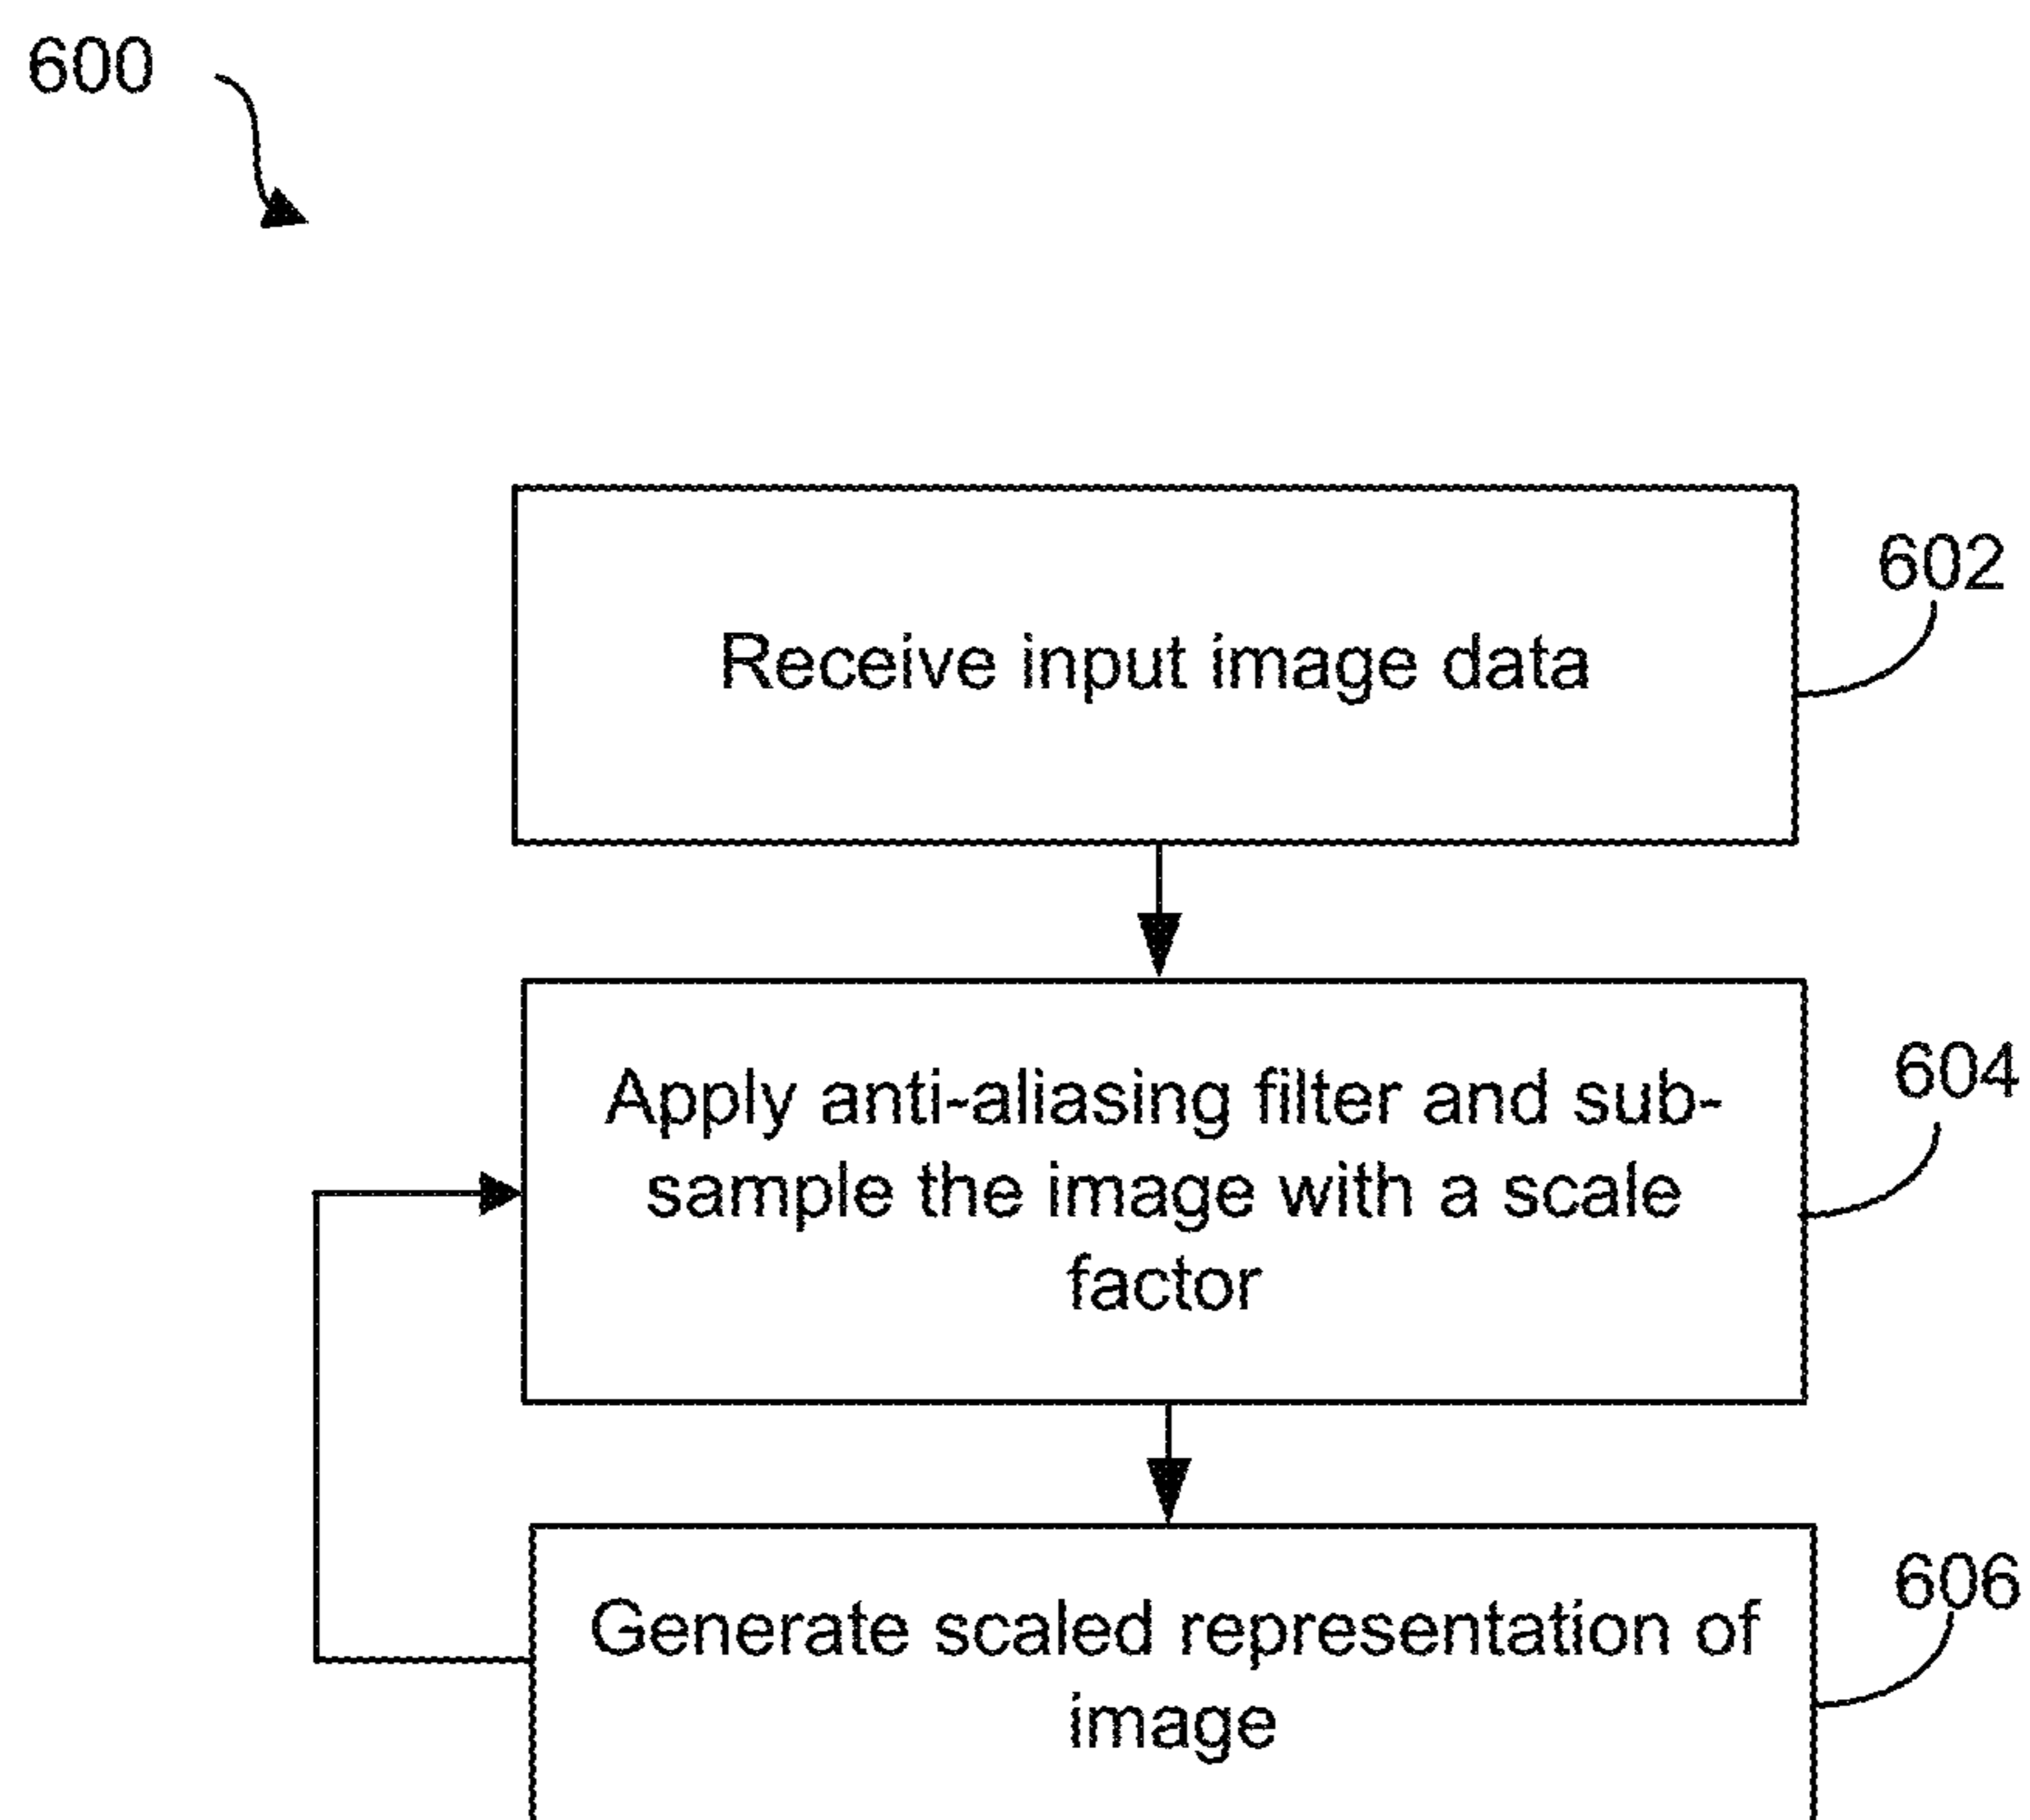 600
602
Receive input image data
604
Apply anti-aliasing filter and sub-
sample the image with a scale
factor
606
Generate scaled representation of
image